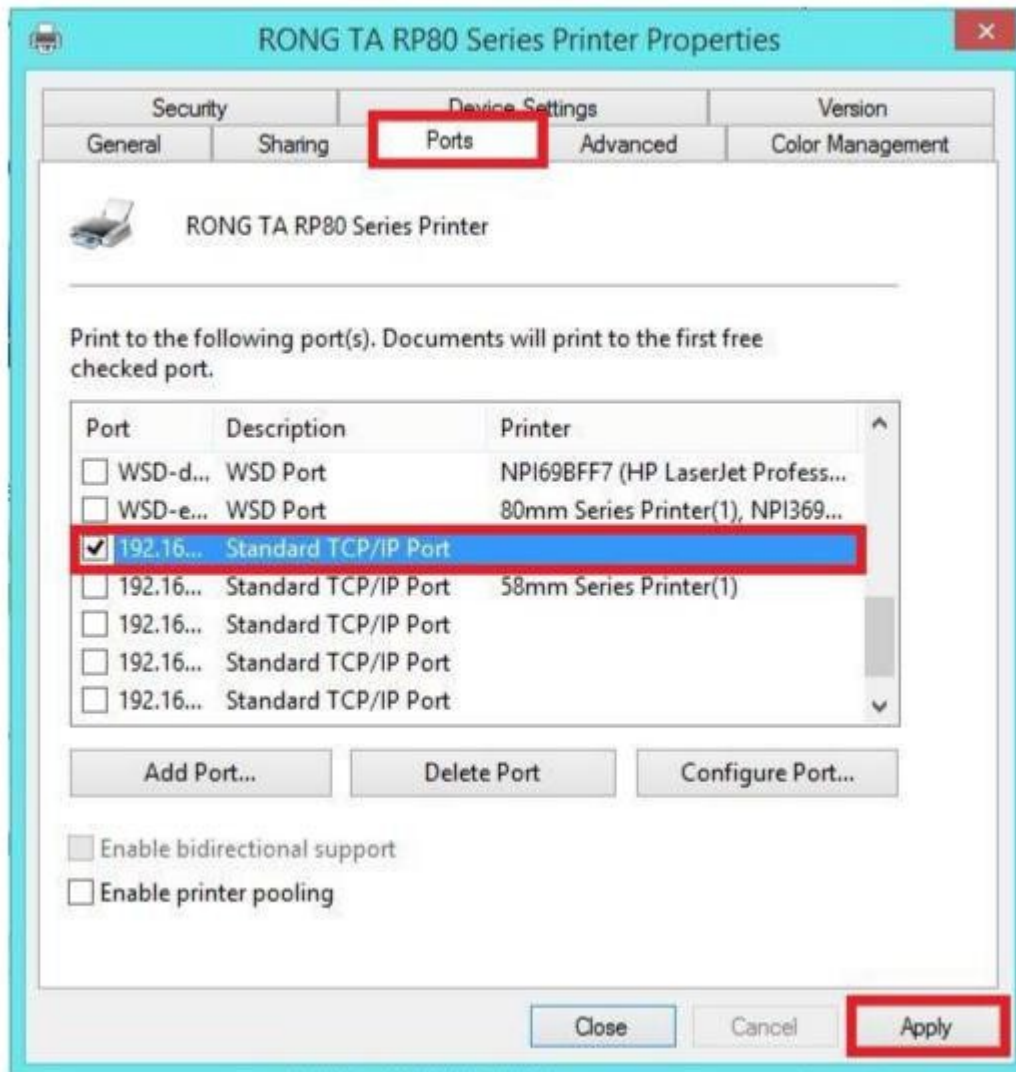 RONG TA RP80 Series Printer Properties
Security Device Settings Version
General Sharing Ports Advanced Color Management
RONG TA RP80 Series Printer
Print to the following port(s). Documents will print to the first free
checked port.
Port Description Printer
WSD-d... WSD Port NPI69BFF7 (HP LaserJet Profess...
WSD-e... WSD Port 80mm Series Printer(1), NPI369...
192.16... Standard TCP/IP Port
192.16... Standard TCP/IP Port 58mm Series Printer(1)
192.16... Standard TCP/IP Port
192.16... Standard TCP/IP Port
192.16... Standard TCP/IP Port
Add Port... Delete Port Configure Port...
Enable bidirectional support
Enable printer pooling
Close Cancel Apply